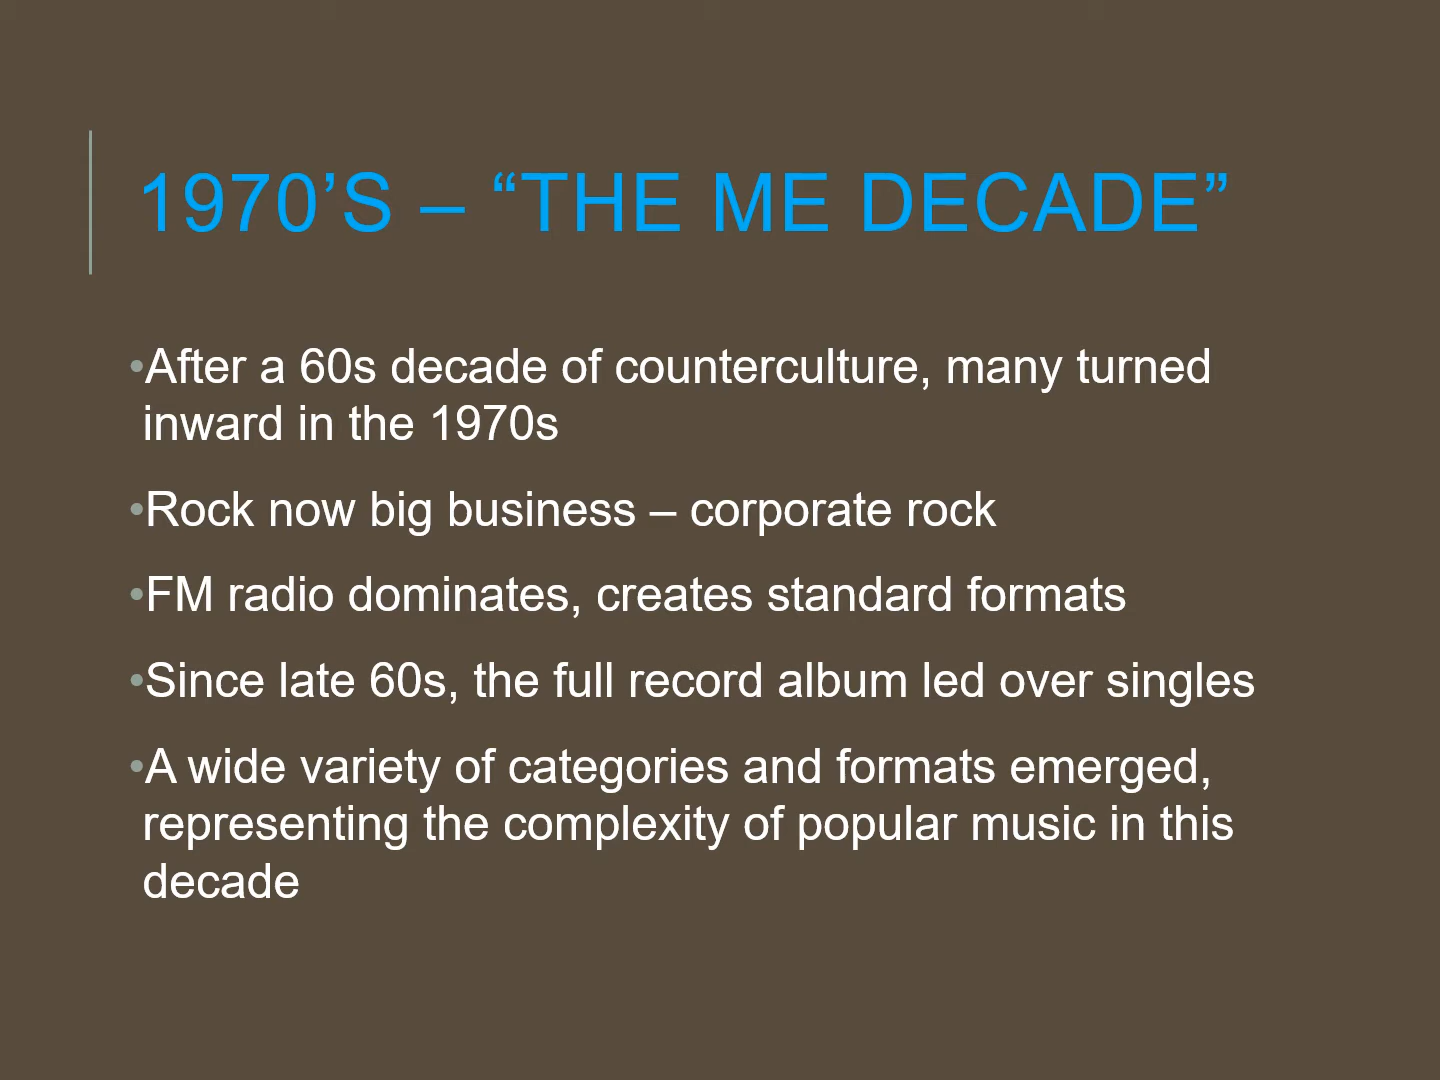 1970’S – “THE ME DECADE”
•After a 60s decade of counterculture, many turned
inward in the 1970s
•Rock now big business – corporate rock
•FM radio dominates, creates standard formats
•Since late 60s, the full record album led over singles
•A wide variety of categories and formats emerged,
representing the complexity of popular music in this
decade